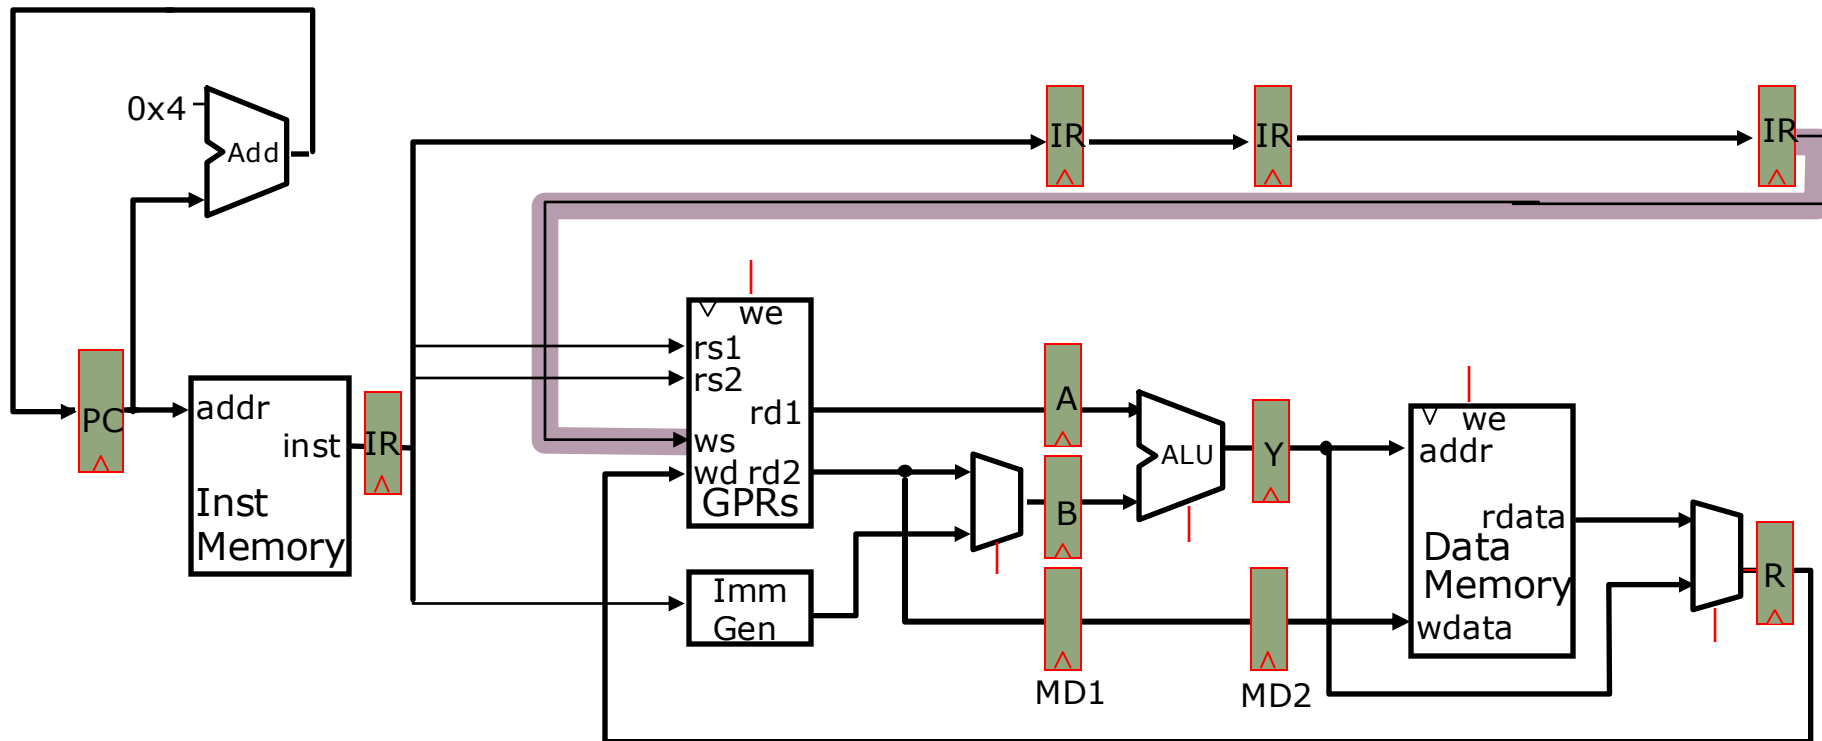 0x4
Add
IR
IR
IR
we
rs1
rs2
rd1
ws
wd rd2
GPRs
PC
addr
inst
Inst
Memory
IR
A
B
ALU
Y
we
addr
rdata
Data
Memory
wdata
R
Imm
Gen
MD1
MD2